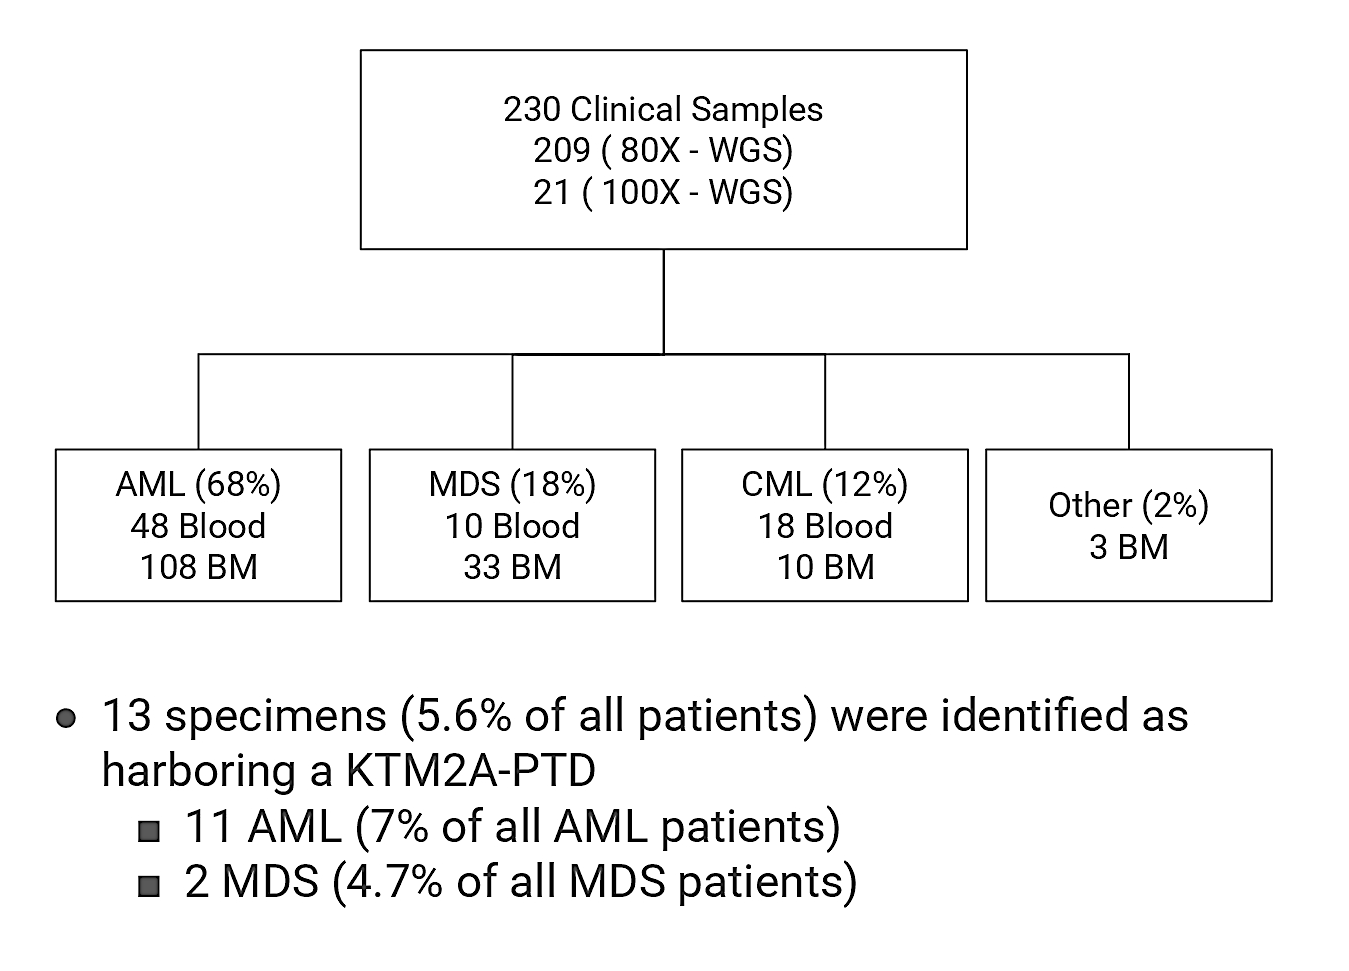 230 Clinical Samples
209 ( 80X - WGS)
21 ( 100X - WGS)
AML (68%)
48 Blood
108 BM
MDS (18%)
10 Blood
33 BM
CML (12%)
18 Blood
10 BM
Other (2%)
3 BM
• 13 specimens (5.6% of all patients) were identified as
harboring a KTM2A-PTD
▪ 11 AML (7% of all AML patients)
▪ 2 MDS (4.7% of all MDS patients)